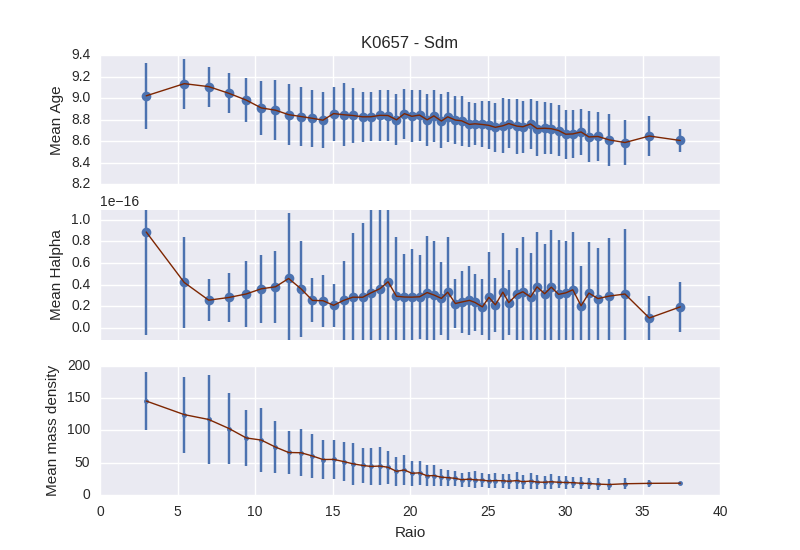 K0657 - Sdm
9.4
9.2
9.0
8.8
8.6
8.4
8.2
Mean Age
1e−16
1.0
0.8
0.6
0.4
0.2
0.0
Mean Halpha
200
150
100
50
0
Mean mass density
0 5 10 15 20 25 30 35 40
Raio